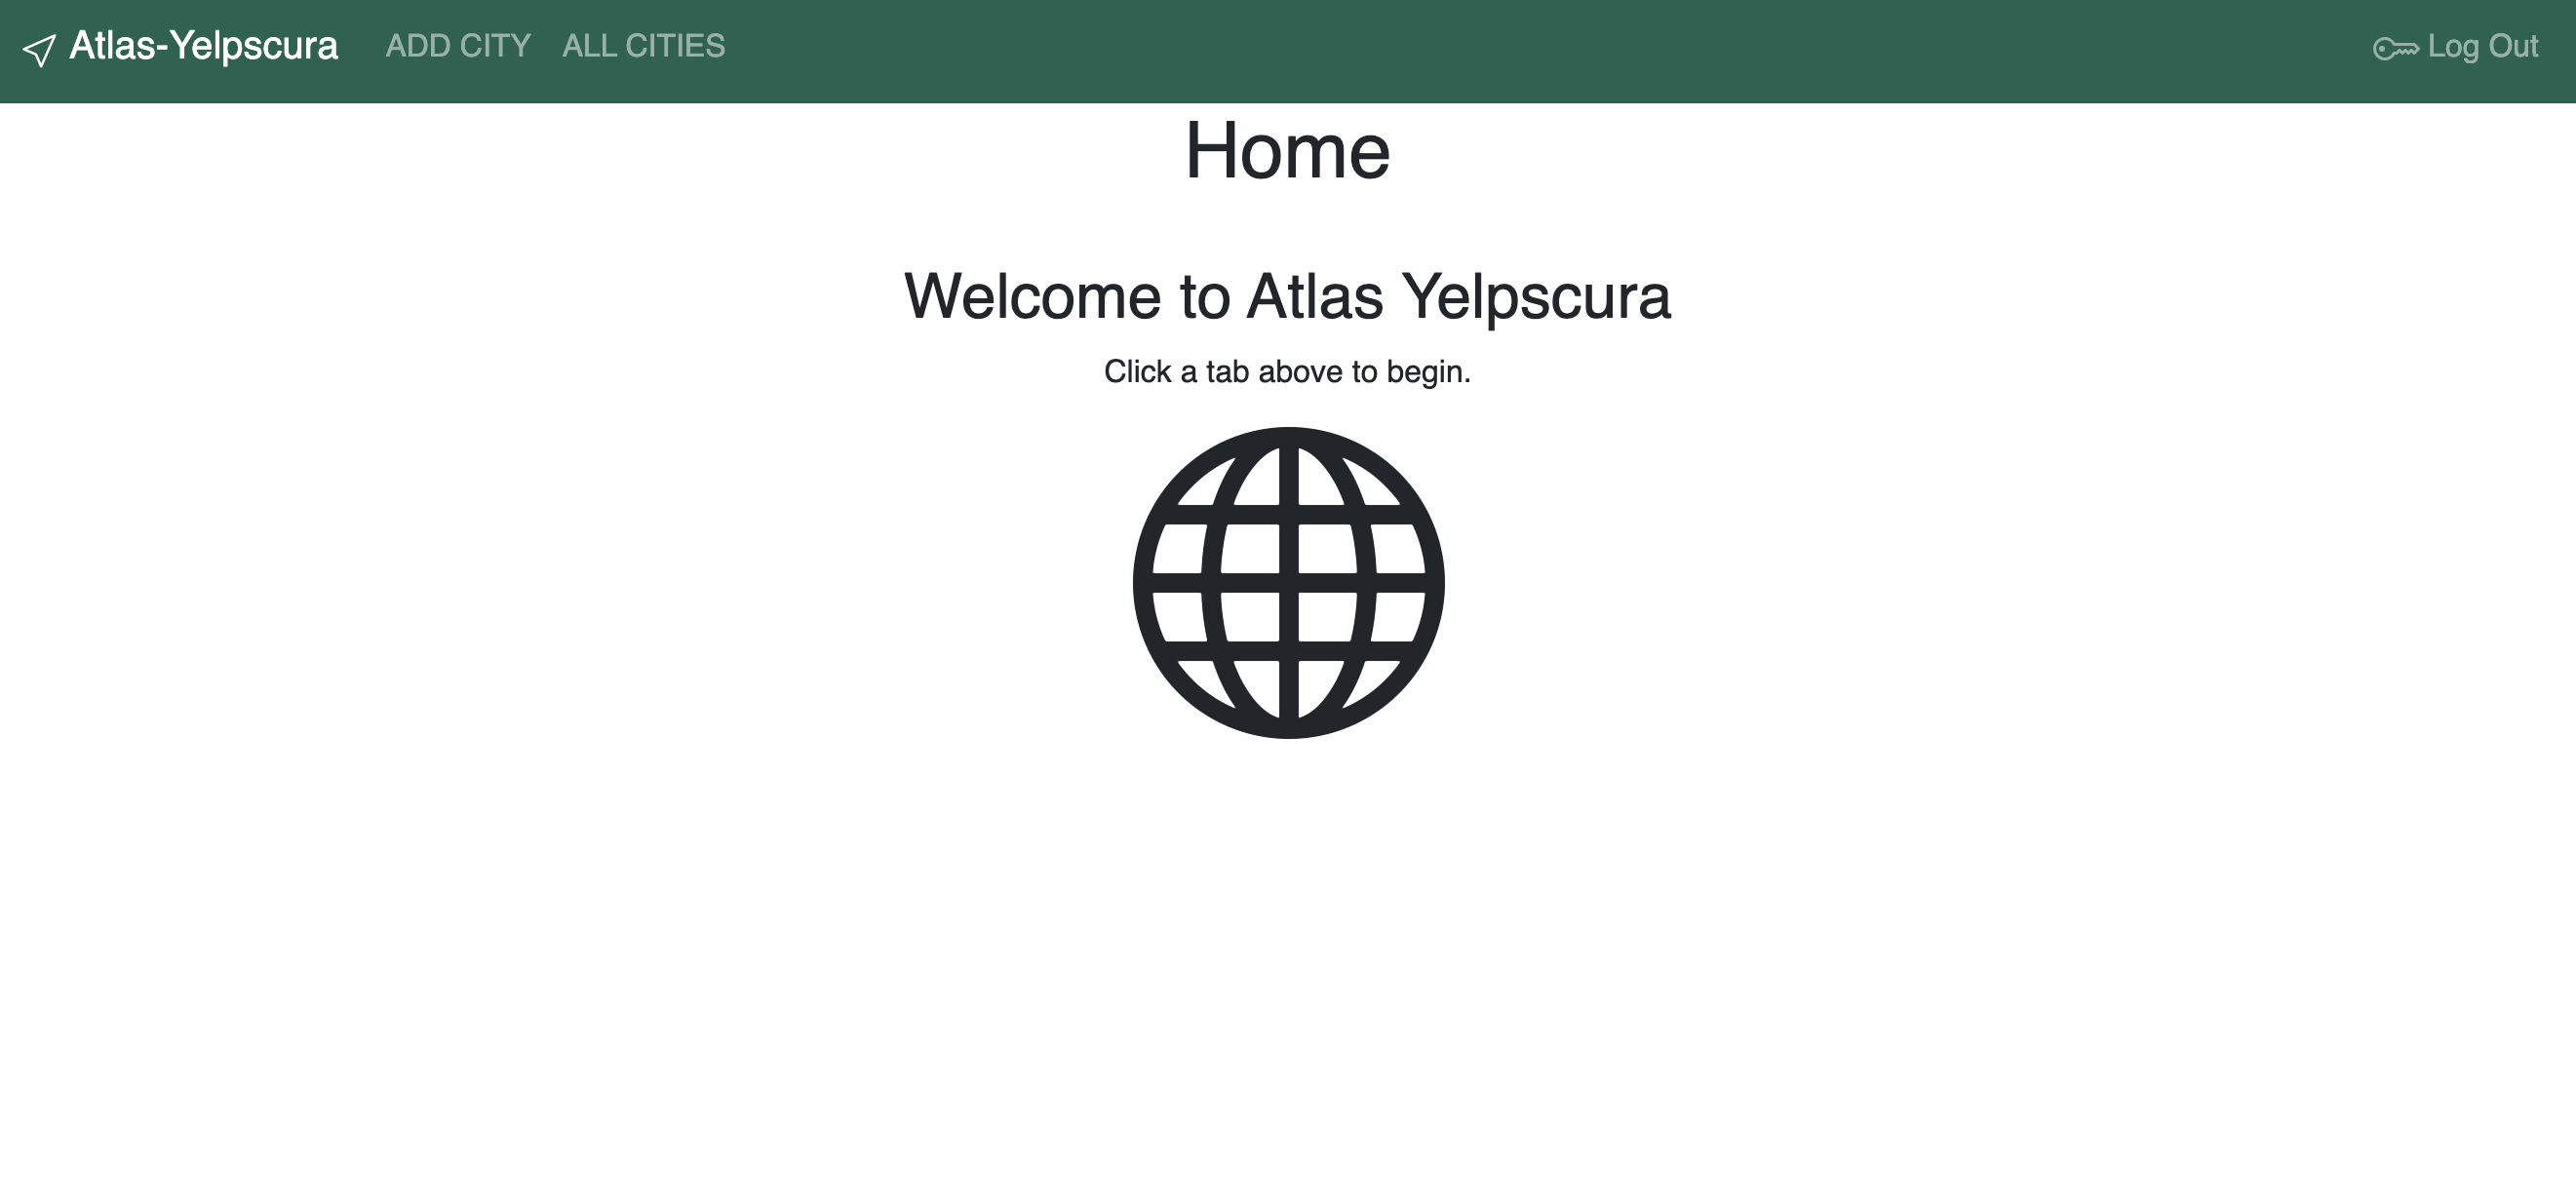 Atlas-Yelpscura ADD CITY ALL CITIES Log Out
Home
Welcome to Atlas Yelpscura
Click a tab above to begin.